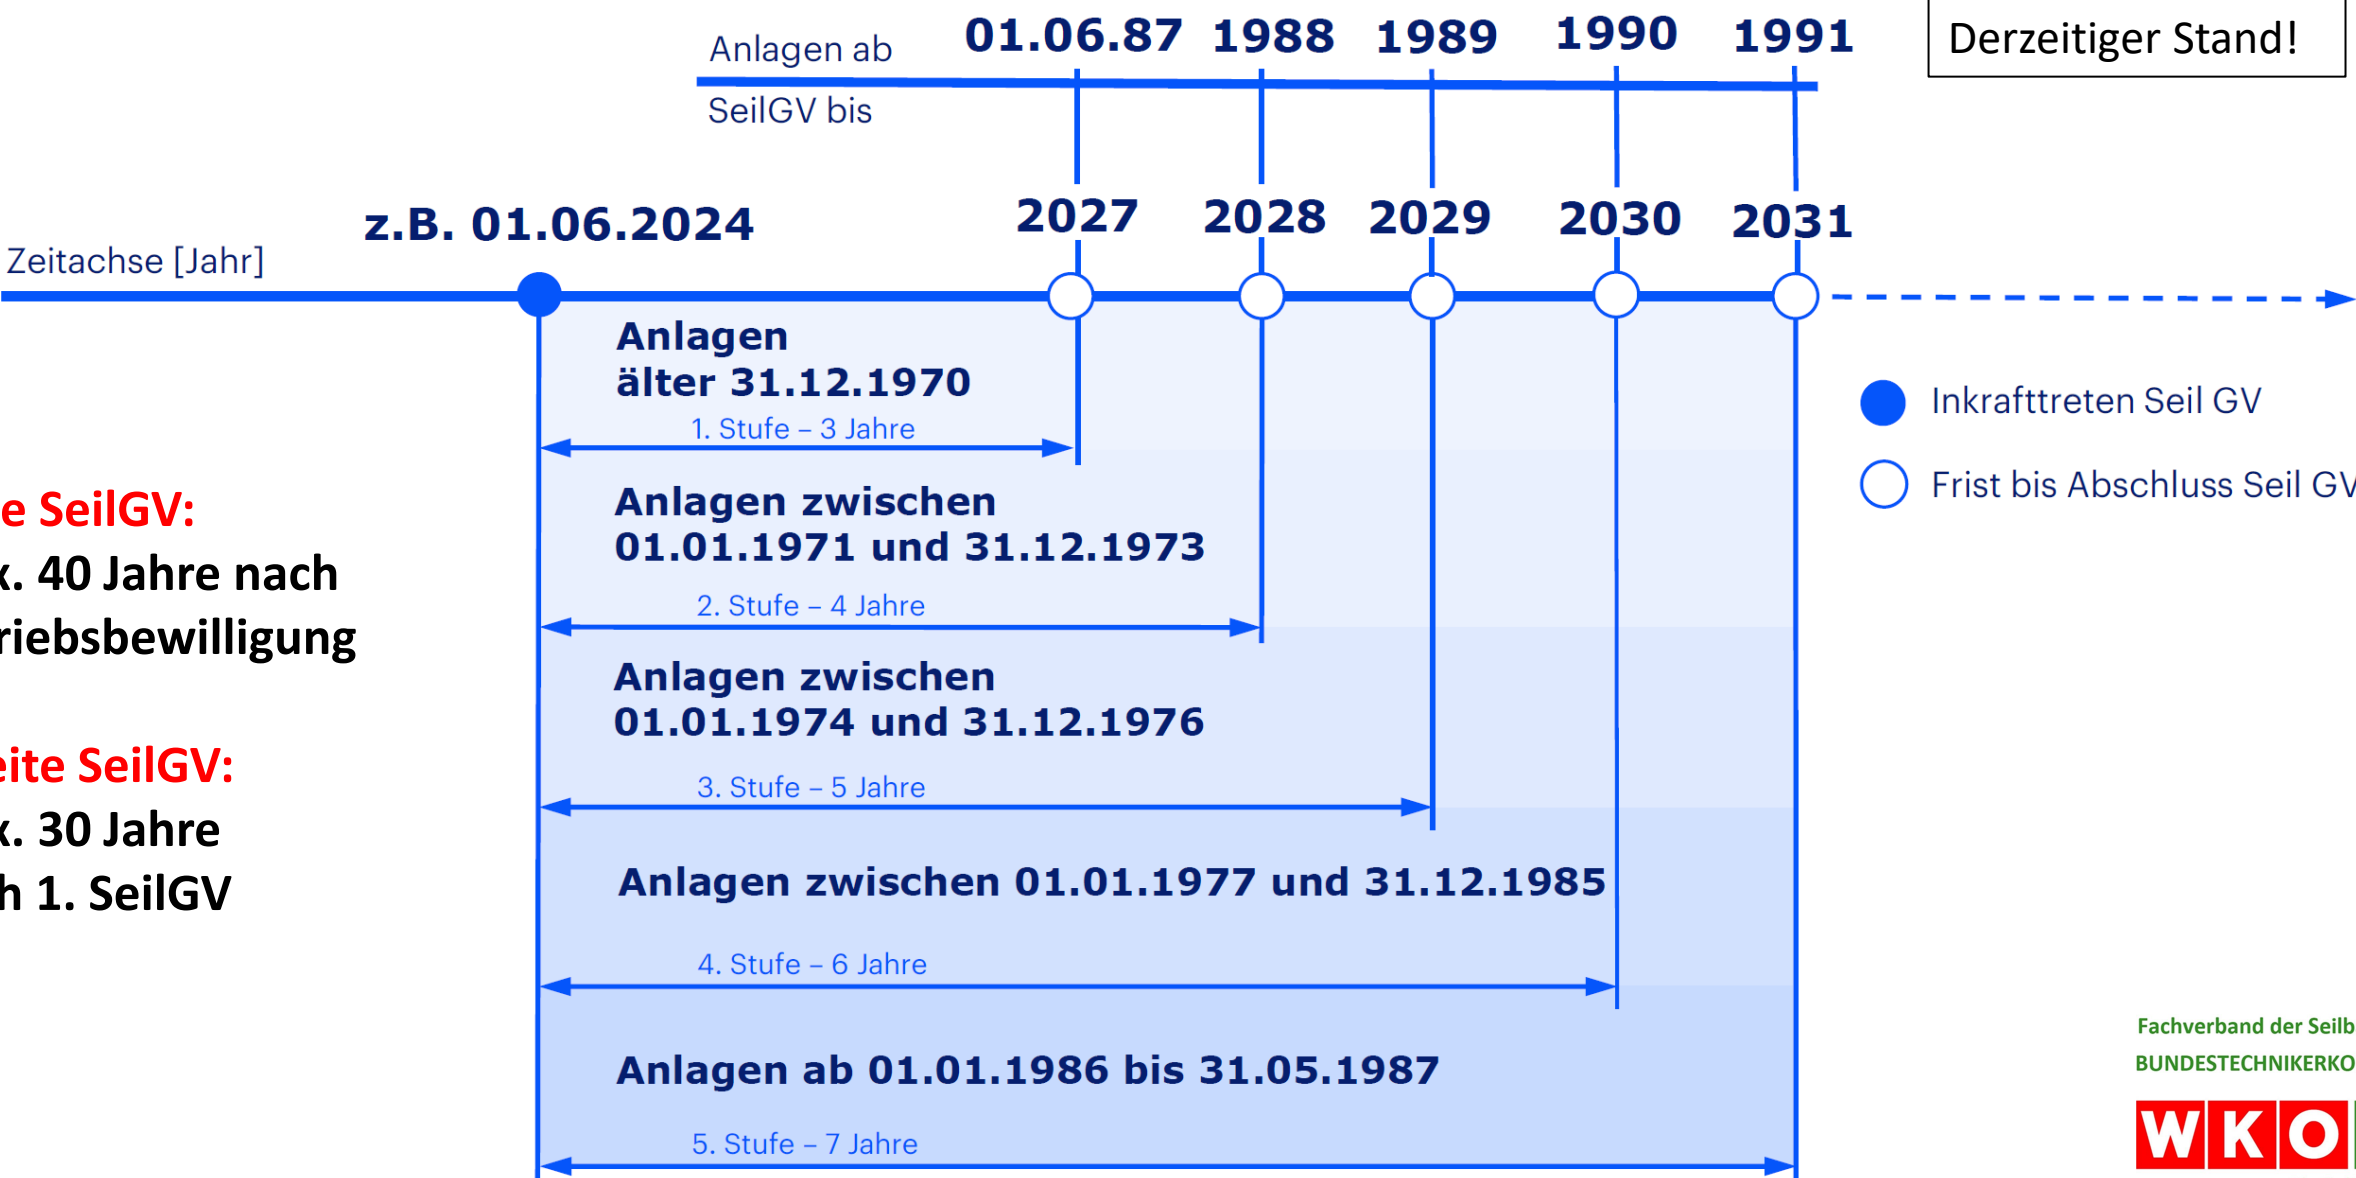 Anlagen ab 01.06.87 1988 1989 1990 1991
SeilGV bis
Derzeitiger Stand!
z.B. 01.06.2024 2027 2028 2029 2030 2031
Zeitachse [Jahr]
Anlagen
älter 31.12.1970
1. Stufe – 3 Jahre
Anlagen zwischen
01.01.1971 und 31.12.1973
2. Stufe – 4 Jahre
Anlagen zwischen
01.01.1974 und 31.12.1976
3. Stufe – 5 Jahre
Anlagen zwischen 01.01.1977 und 31.12.1985
4. Stufe – 6 Jahre
Anlagen ab 01.01.1986 bis 31.05.1987
5. Stufe – 7 Jahre
Inkrafttreten Seil GV
Frist bis Abschluss Seil GV
SeilGV:
40 Jahre nach
SeilGV:
30 Jahre
1. SeilGV
Fachverband der
WKO